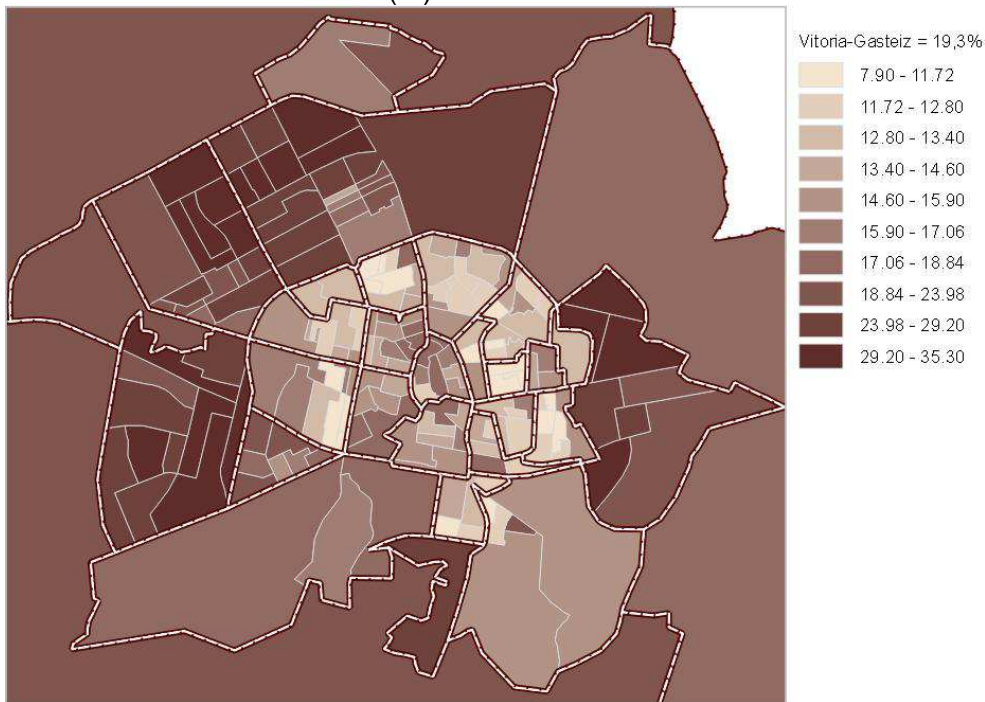 Vitoria-Gasteiz = 19,3%
7.90 - 11.72
11.72 - 12.80
12.80 - 13.40
13.40 - 14.60
14.60 - 15.90
15.90 - 17.06
17.06 - 18.84
18.84 - 23.98
23.98 - 29.20
29.20 - 35.30